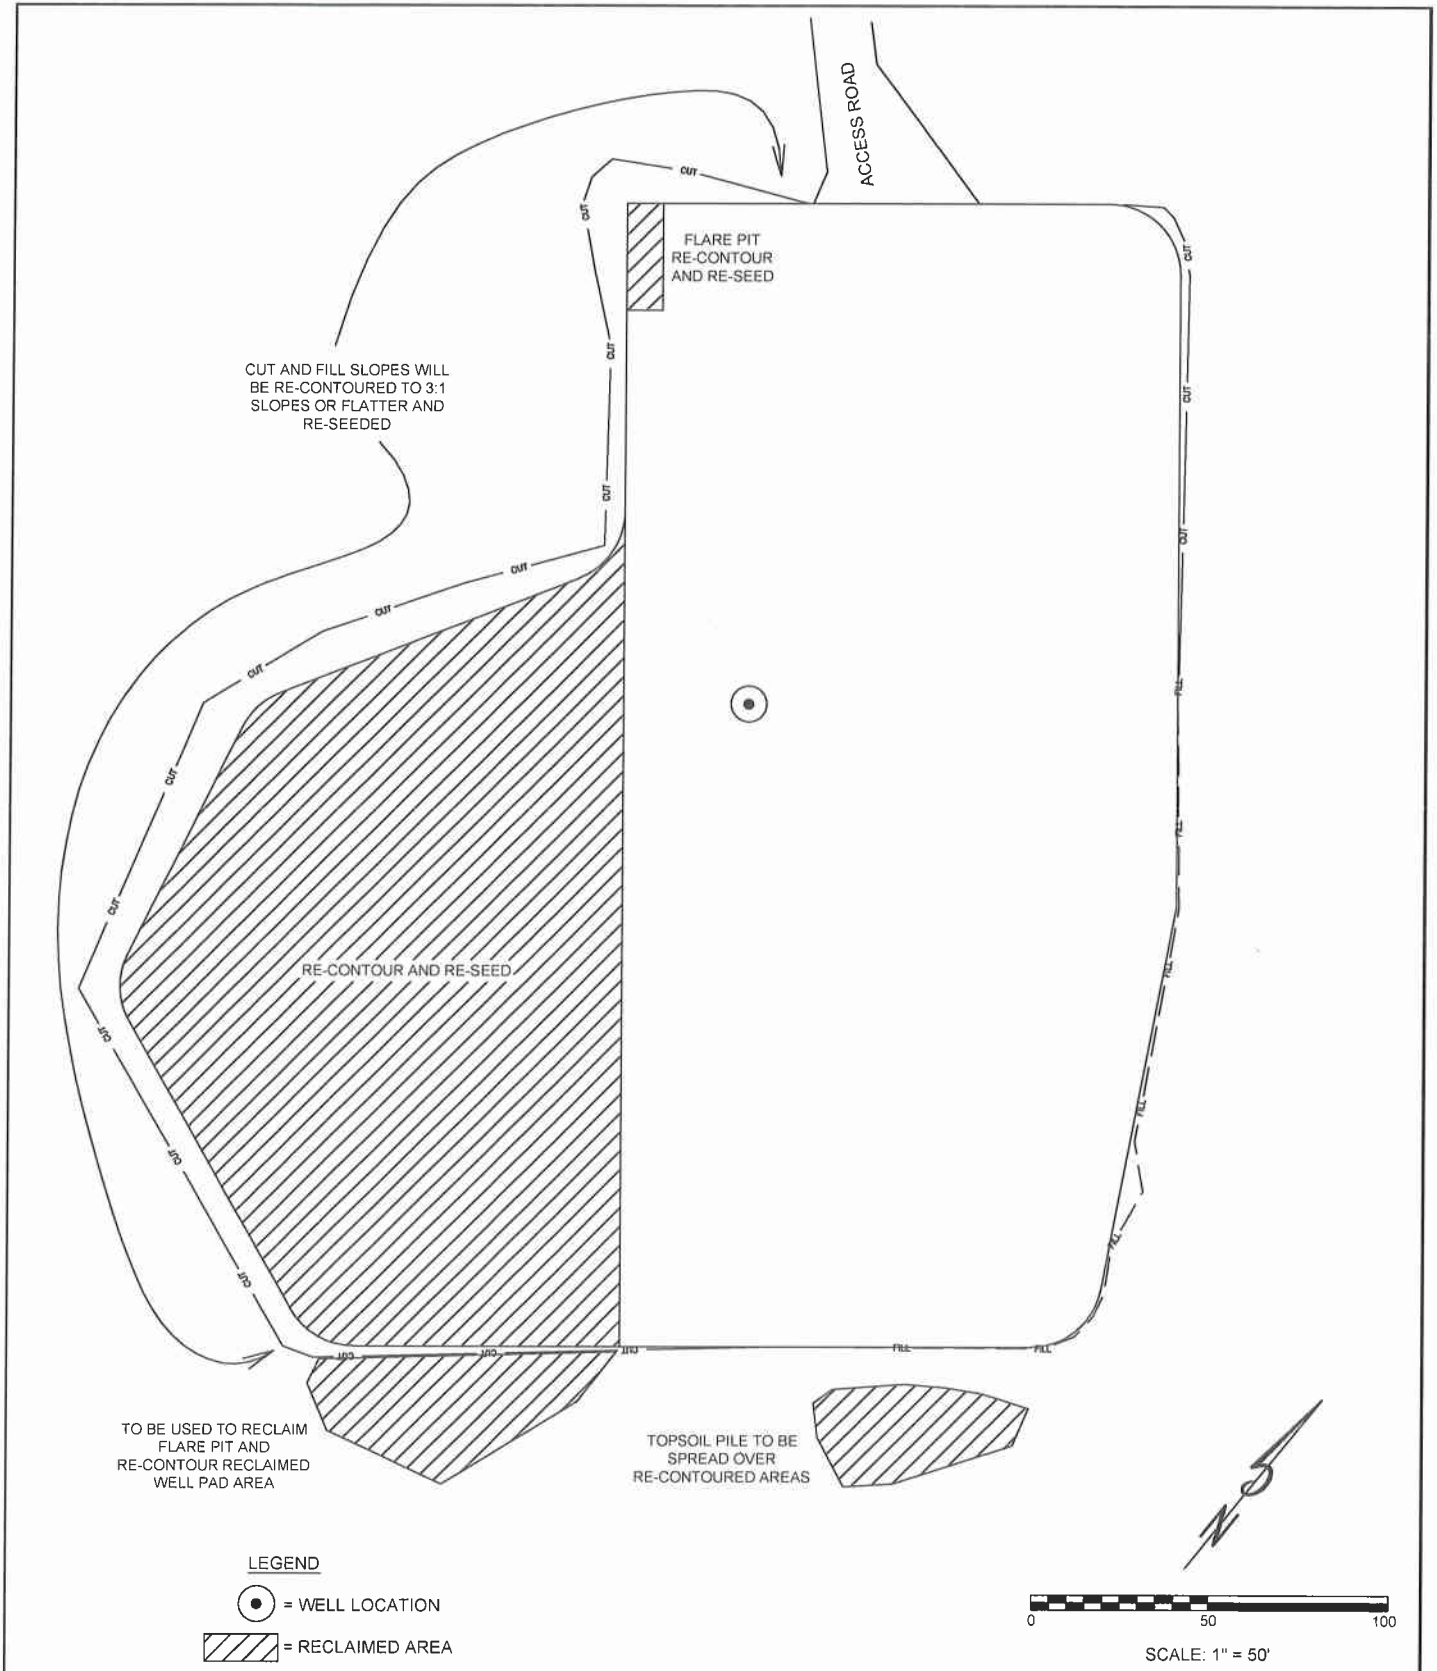 ACCESS ROAD
CUT
CUT
FLARE PIT
RE-CONTOUR
AND RE-SEED
CUT
CUT
CUT AND FILL SLOPES WILL
BE RE-CONTOURED TO 3:1
SLOPES OR FLATTER AND
RE-SEEDED
CUT
CUT
CUT
CUT
CUT
CUT
FILL
CUT
FILL
CUT
RE-CONTOUR AND RE-SEED
FILL
CUT
FILL
CUT
FILL
CUT
CUT
CUT
CUT
FILL
FILL
TO BE USED TO RECLAIM
FLARE PIT AND
RE-CONTOUR RECLAIMED
WELL PAD AREA
TOPSOIL PILE TO BE
SPREAD OVER
RE-CONTOURED AREAS
N
LEGEND
= WELL LOCATION
= RECLAIMED AREA
0 50 100
SCALE: 1" = 50'